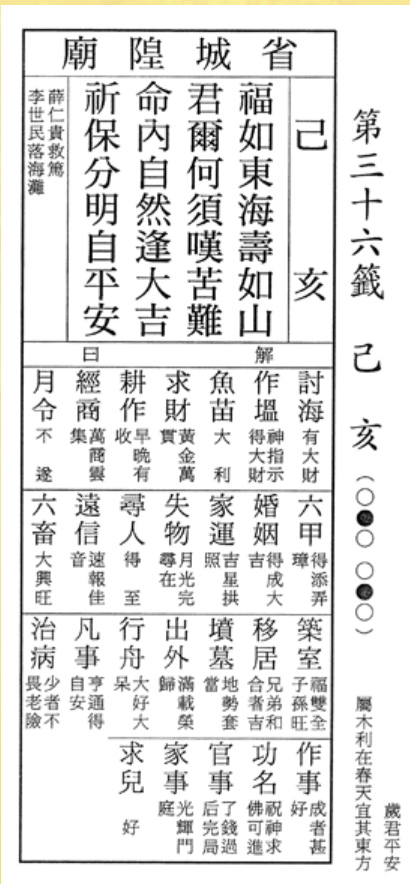 歲君平安
第三十六籤 己亥 (○●○ ○●○) 屬木利在春天宜其東方
省城隍廟
己亥
福如東海壽如山
君爾何須嘆苦難
命內自然逢大吉
祈保分明自平安
薛仁貴救篤
李世民落海灘
解曰
討海 有大財
作塭 神指示得大財
魚苗 大利
求財 黃金萬貫
耕作 早晚有收
經商 萬商雲集
月令 不遂
六甲 得添弄璋
婚姻 得成大吉
家運 吉星拱照
失物 月光完尋在
尋人 得至
遠信 速報佳音
六畜 大興旺
築室 福雙全子孫旺
移居 兄弟和合者吉
墳墓 地勢套當
出外 滿載榮歸
行舟 大好大呆
凡事 亨通得自安
治病 少者不畏老險
作事 成者甚好
功名 祝神求佛可進
官事 了錢過后完局
家事 光輝門庭
求兒 好